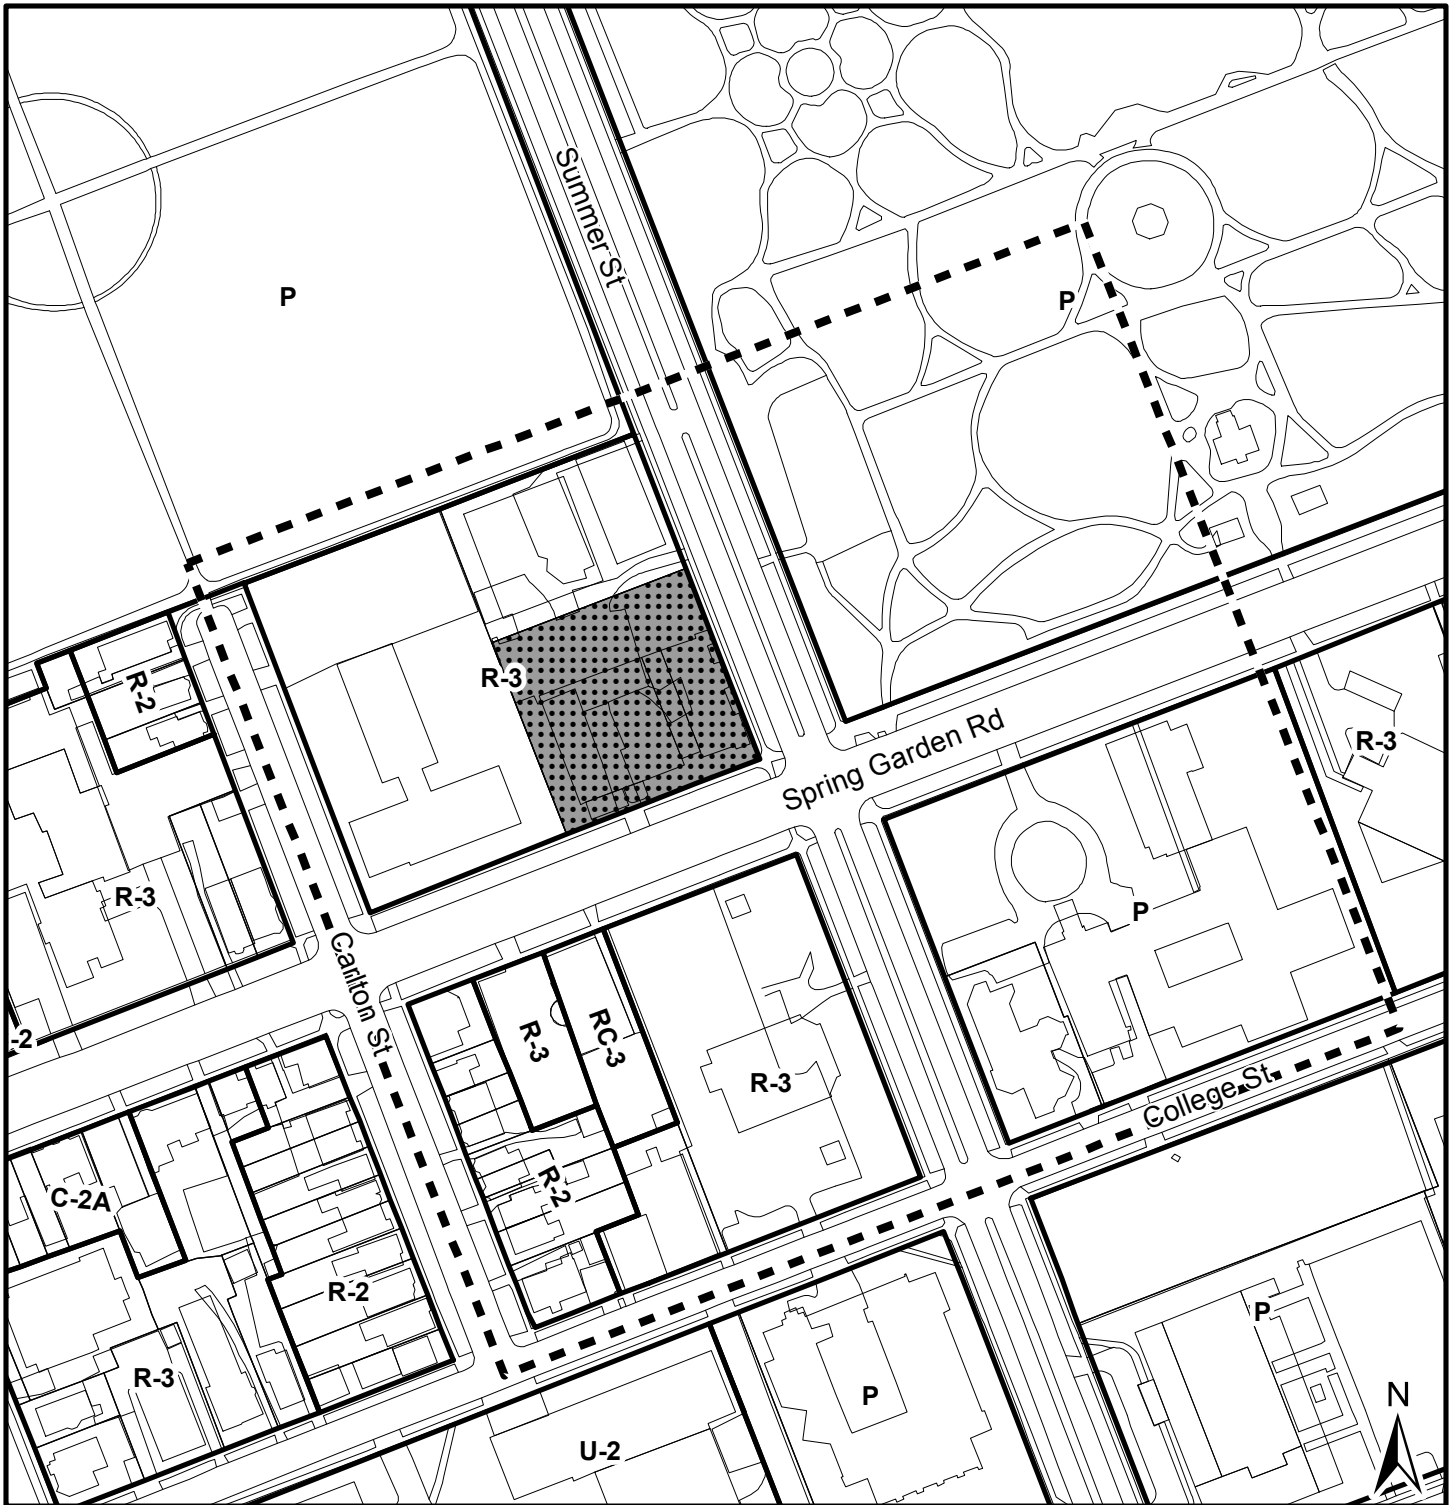 Summer St
P
P
R-3
R-2
Spring Garden Rd
R-3
R-3
P
Carlton St
R-3
RC-3
-2
R-3
College St
R-2
C-2A
R-2
P
R-3
P
U-2
N